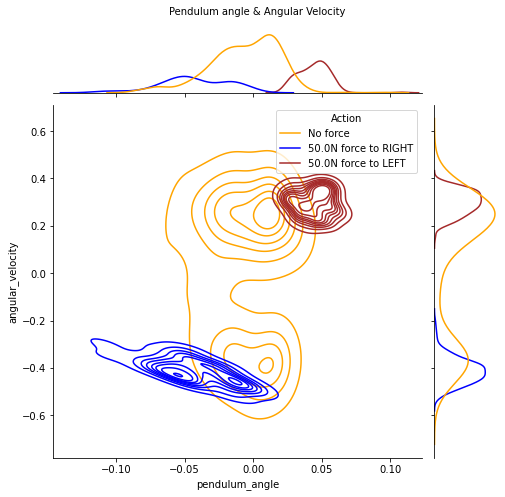 Pendulum angle & Angular Velocity
Action
No force
50.0N force to RIGHT
50.0N force to LEFT
0.6
0.4
0.2
0.0
−0.2
−0.4
−0.6
angular_velocity
−0.10
−0.05
0.00
0.05
0.10
pendulum_angle